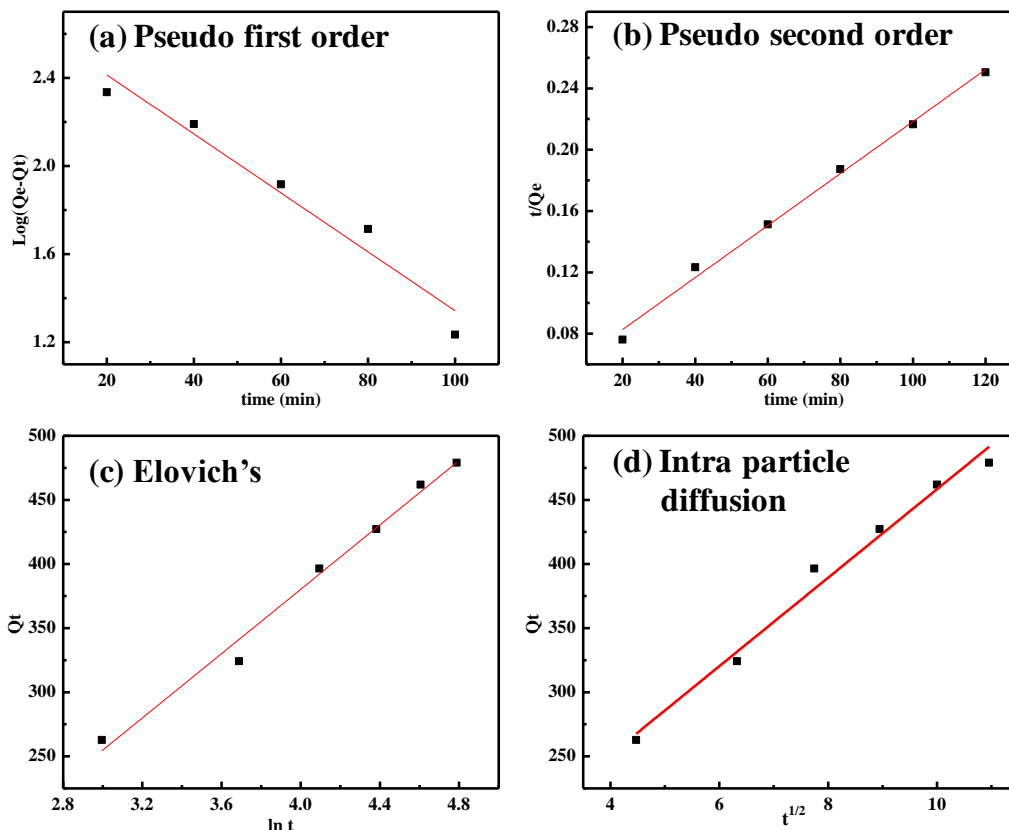 (a) Pseudo first order
2.4
2.0
1.6
1.2
Log(Qe-Qt)
20 40 60 80 100
time (min)
(b) Pseudo second order
0.28
0.24
0.20
0.16
0.12
0.08
t/Qe
20 40 60 80 100 120
time (min)
(c) Elovich’s
500
450
400
350
300
250
Qt
2.8 3.2 3.6 4.0 4.4 4.8
ln t
(d) Intra particle
diffusion
500
450
400
350
300
250
Qt
4 6 8 10
t1/2